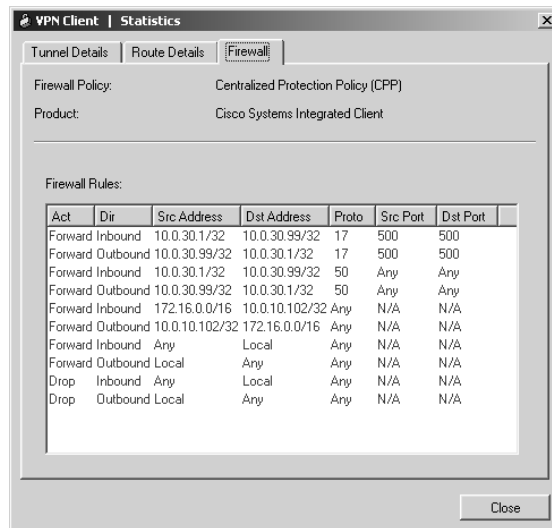 VPN Client | Statistics
Tunnel Details Route Details Firewall
Firewall Policy: Centralized Protection Policy (CPP)
Product: Cisco Systems Integrated Client
Firewall Rules:
Act Dir Src Address Dst Address Proto Src Port Dst Port
Forward Inbound 10.0.30.1/32 10.0.30.99/32 17 500 500
Forward Outbound 10.0.30.99/32 10.0.30.1/32 17 500 500
Forward Inbound 10.0.30.1/32 10.0.30.99/32 50 Any Any
Forward Outbound 10.0.30.99/32 10.0.30.1/32 50 Any Any
Forward Inbound 172.16.0.0/16 10.0.10.102/32 Any N/A N/A
Forward Outbound 10.0.10.102/32 172.16.0.0/16 Any N/A N/A
Forward Inbound Any Local Any N/A N/A
Forward Outbound Local Any Any N/A N/A
Drop Inbound Any Local Any N/A N/A
Drop Outbound Local Any Any N/A N/A
Close